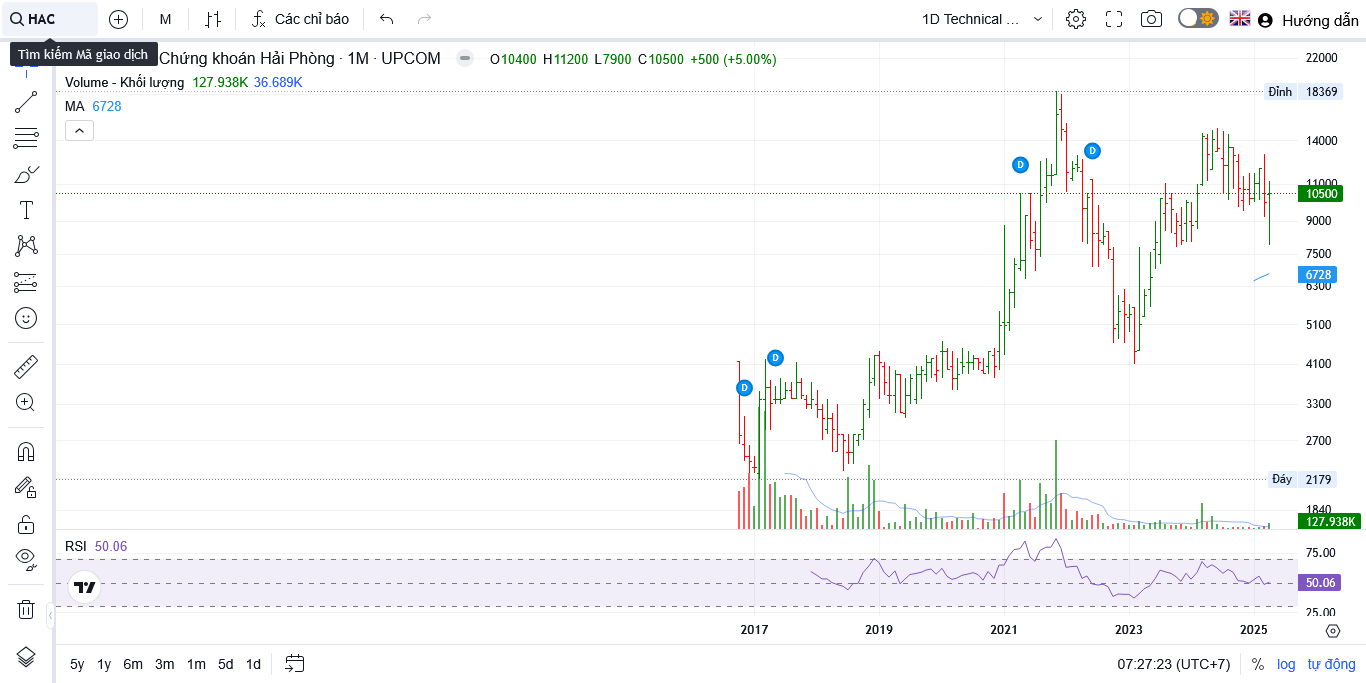 HAC M Các chỉ báo 1D Technical ... Hướng dẫn
Tìm kiếm Mã giao dịch
Chứng khoán Hải Phòng · 1M · UPCOM O10400 H11200 L7900 C10500 +500 (+5.00%)
Volume - Khối lượng 127.938K 36.689K
MA 6728
22000
Đỉnh 18369
14000
11000
10500
9000
7500
6728
6300
5100
4100
3300
2700
Đáy 2179
1840
127.938K
D
D
D
D
RSI 50.06
75.00
50.06
25.00
2017 2019 2021 2023 2025
5y 1y 6m 3m 1m 5d 1d 07:27:23 (UTC+7) % log tự động